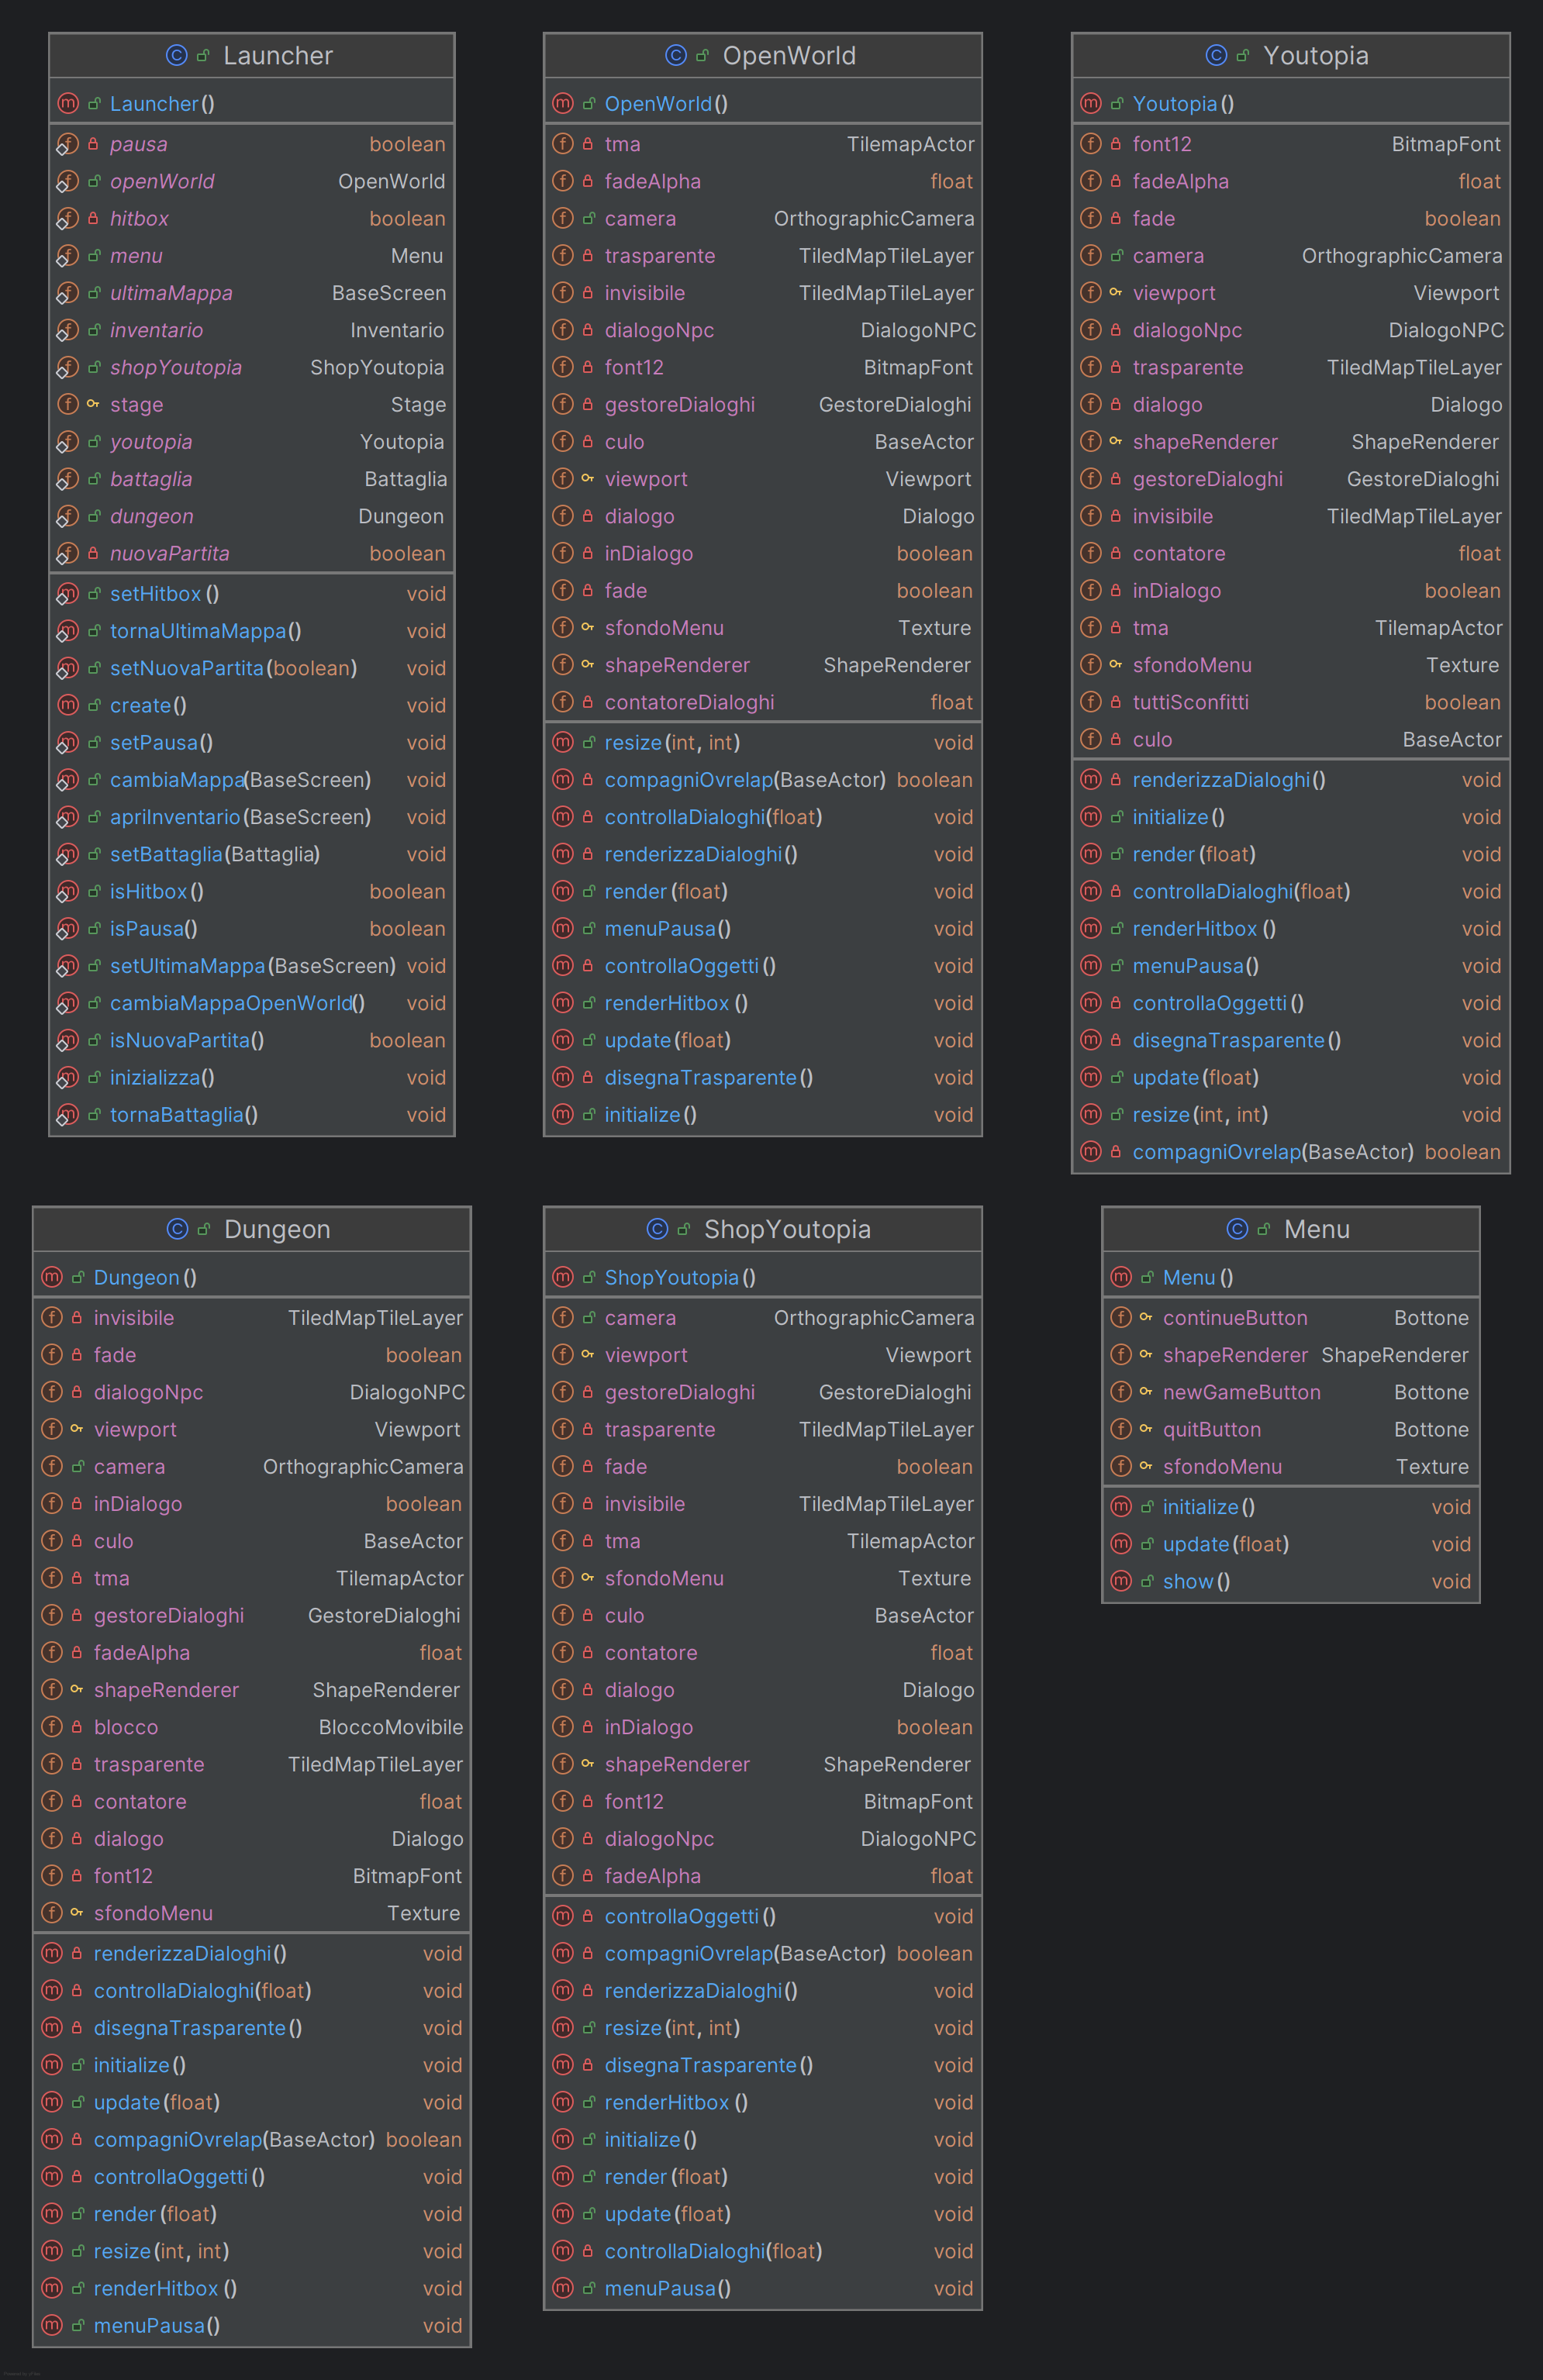 Launcher
Launcher()
pausa boolean
openWorld OpenWorld
hitbox boolean
menu Menu
ultimaMappa BaseScreen
inventario Inventario
shopYoutopia ShopYoutopia
stage Stage
youtopia Youtopia
battaglia Battaglia
dungeon Dungeon
nuovaPartita boolean
setHitbox() void
tornaUltimaMappa() void
setNuovaPartita(boolean) void
create() void
setPausa() void
cambiaMappa(BaseScreen) void
apriInventario(BaseScreen) void
setBattaglia(Battaglia) void
isHitbox() boolean
isPausa() boolean
setUltimaMappa(BaseScreen) void
cambiaMappaOpenWorld() void
isNuovaPartita() boolean
inizializza() void
tornaBattaglia() void
OpenWorld
OpenWorld()
tma TilemapActor
fadeAlpha float
camera OrthographicCamera
trasparente TiledMapTileLayer
invisibile TiledMapTileLayer
dialogoNpc DialogoNPC
font12 BitmapFont
gestoreDialoghi GestoreDialoghi
culo BaseActor
viewport Viewport
dialogo Dialogo
inDialogo boolean
fade boolean
sfondoMenu Texture
shapeRenderer ShapeRenderer
contatoreDialoghi float
resize(int, int) void
compagniOvrelap(BaseActor) boolean
controllaDialoghi(float) void
renderizzaDialoghi() void
render(float) void
menuPausa() void
controllaOggetti() void
renderHitbox() void
update(float) void
disegnaTrasparente() void
initialize() void
Youtopia
Youtopia()
font12 BitmapFont
fadeAlpha float
fade boolean
camera OrthographicCamera
viewport Viewport
dialogoNpc DialogoNPC
trasparente TiledMapTileLayer
dialogo Dialogo
shapeRenderer ShapeRenderer
gestoreDialoghi GestoreDialoghi
invisibile TiledMapTileLayer
contatore float
inDialogo boolean
tma TilemapActor
sfondoMenu Texture
tuttiSconfitti boolean
culo BaseActor
renderizzaDialoghi() void
initialize() void
render(float) void
controllaDialoghi(float) void
renderHitbox() void
menuPausa() void
controllaOggetti() void
disegnaTrasparente() void
update(float) void
resize(int, int) void
compagniOvrelap(BaseActor) boolean
Dungeon
Dungeon()
invisibile TiledMapTileLayer
fade boolean
dialogoNpc DialogoNPC
viewport Viewport
camera OrthographicCamera
inDialogo boolean
culo BaseActor
tma TilemapActor
gestoreDialoghi GestoreDialoghi
fadeAlpha float
shapeRenderer ShapeRenderer
blocco BloccoMovibile
trasparente TiledMapTileLayer
contatore float
dialogo Dialogo
font12 BitmapFont
sfondoMenu Texture
renderizzaDialoghi() void
controllaDialoghi(float) void
disegnaTrasparente() void
initialize() void
update(float) void
compagniOvrelap(BaseActor) boolean
controllaOggetti() void
render(float) void
resize(int, int) void
renderHitbox() void
menuPausa() void
ShopYoutopia
ShopYoutopia()
camera OrthographicCamera
viewport Viewport
gestoreDialoghi GestoreDialoghi
trasparente TiledMapTileLayer
fade boolean
invisibile TiledMapTileLayer
tma TilemapActor
sfondoMenu Texture
culo BaseActor
contatore float
dialogo Dialogo
inDialogo boolean
shapeRenderer ShapeRenderer
font12 BitmapFont
dialogoNpc DialogoNPC
fadeAlpha float
controllaOggetti() void
compagniOvrelap(BaseActor) boolean
renderizzaDialoghi() void
resize(int, int) void
disegnaTrasparente() void
renderHitbox() void
initialize() void
render(float) void
update(float) void
controllaDialoghi(float) void
menuPausa() void
Menu
Menu()
continueButton Bottone
shapeRenderer ShapeRenderer
newGameButton Bottone
quitButton Bottone
sfondoMenu Texture
initialize() void
update(float) void
show() void